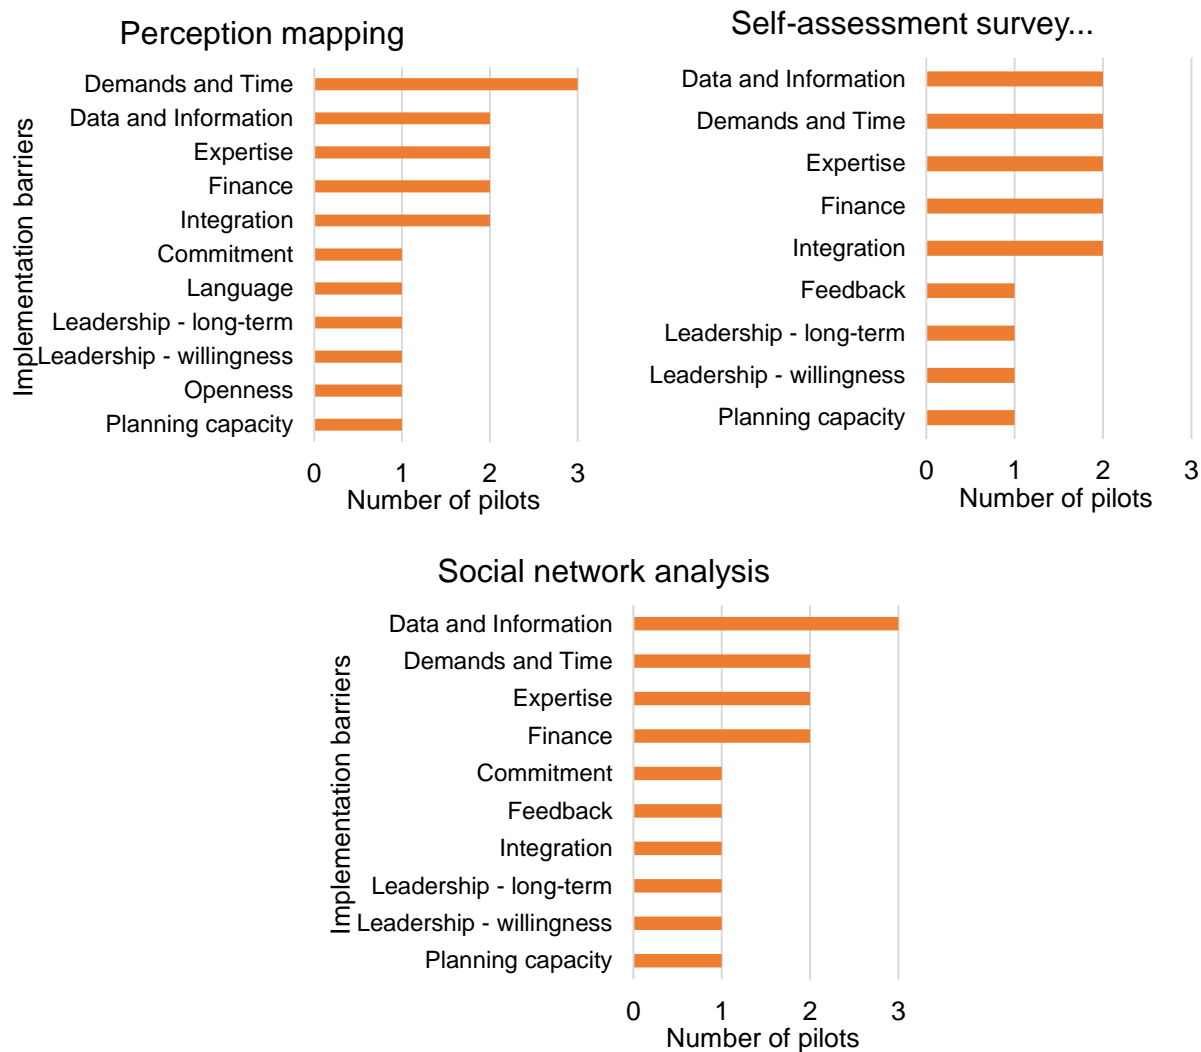 Perception mapping
Implementation barriers
Demands and Time
Data and Information
Expertise
Finance
Integration
Commitment
Language
Leadership - long-term
Leadership - willingness
Openness
Planning capacity
0 1 2 3
Number of pilots
Self-assessment survey...
Data and Information
Demands and Time
Expertise
Finance
Integration
Feedback
Leadership - long-term
Leadership - willingness
Planning capacity
0 1 2 3
Number of pilots
Social network analysis
Implementation barriers
Data and Information
Demands and Time
Expertise
Finance
Commitment
Feedback
Integration
Leadership - long-term
Leadership - willingness
Planning capacity
0 1 2 3
Number of pilots